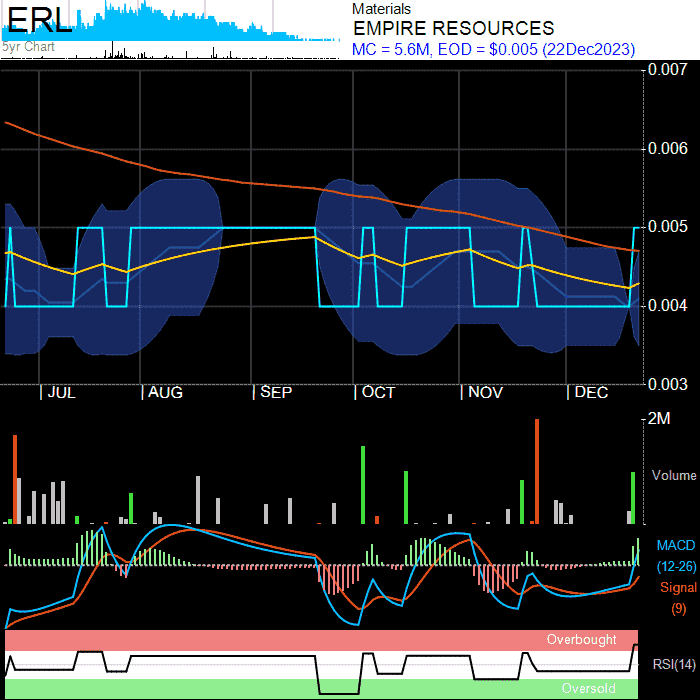 ERL
5yr Chart
Materials
EMPIRE RESOURCES
MC = 5.6M, EOD = $0.005 (22Dec2023)
0.007
0.006
0.005
0.004
0.003
JUL
AUG
SEP
OCT
NOV
DEC
2M
Volume
MACD
(12-26)
Signal
(9)
Overbought
RSI(14)
Oversold